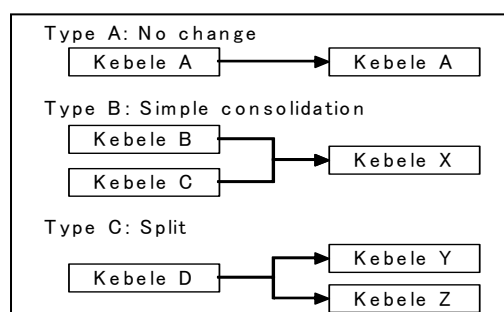 Type A: No change
Kebele A
Kebele A
Type B: Simple consolidation
Kebele B
Kebele C
Kebele X
Type C: Split
Kebele D
Kebele Y
Kebele Z